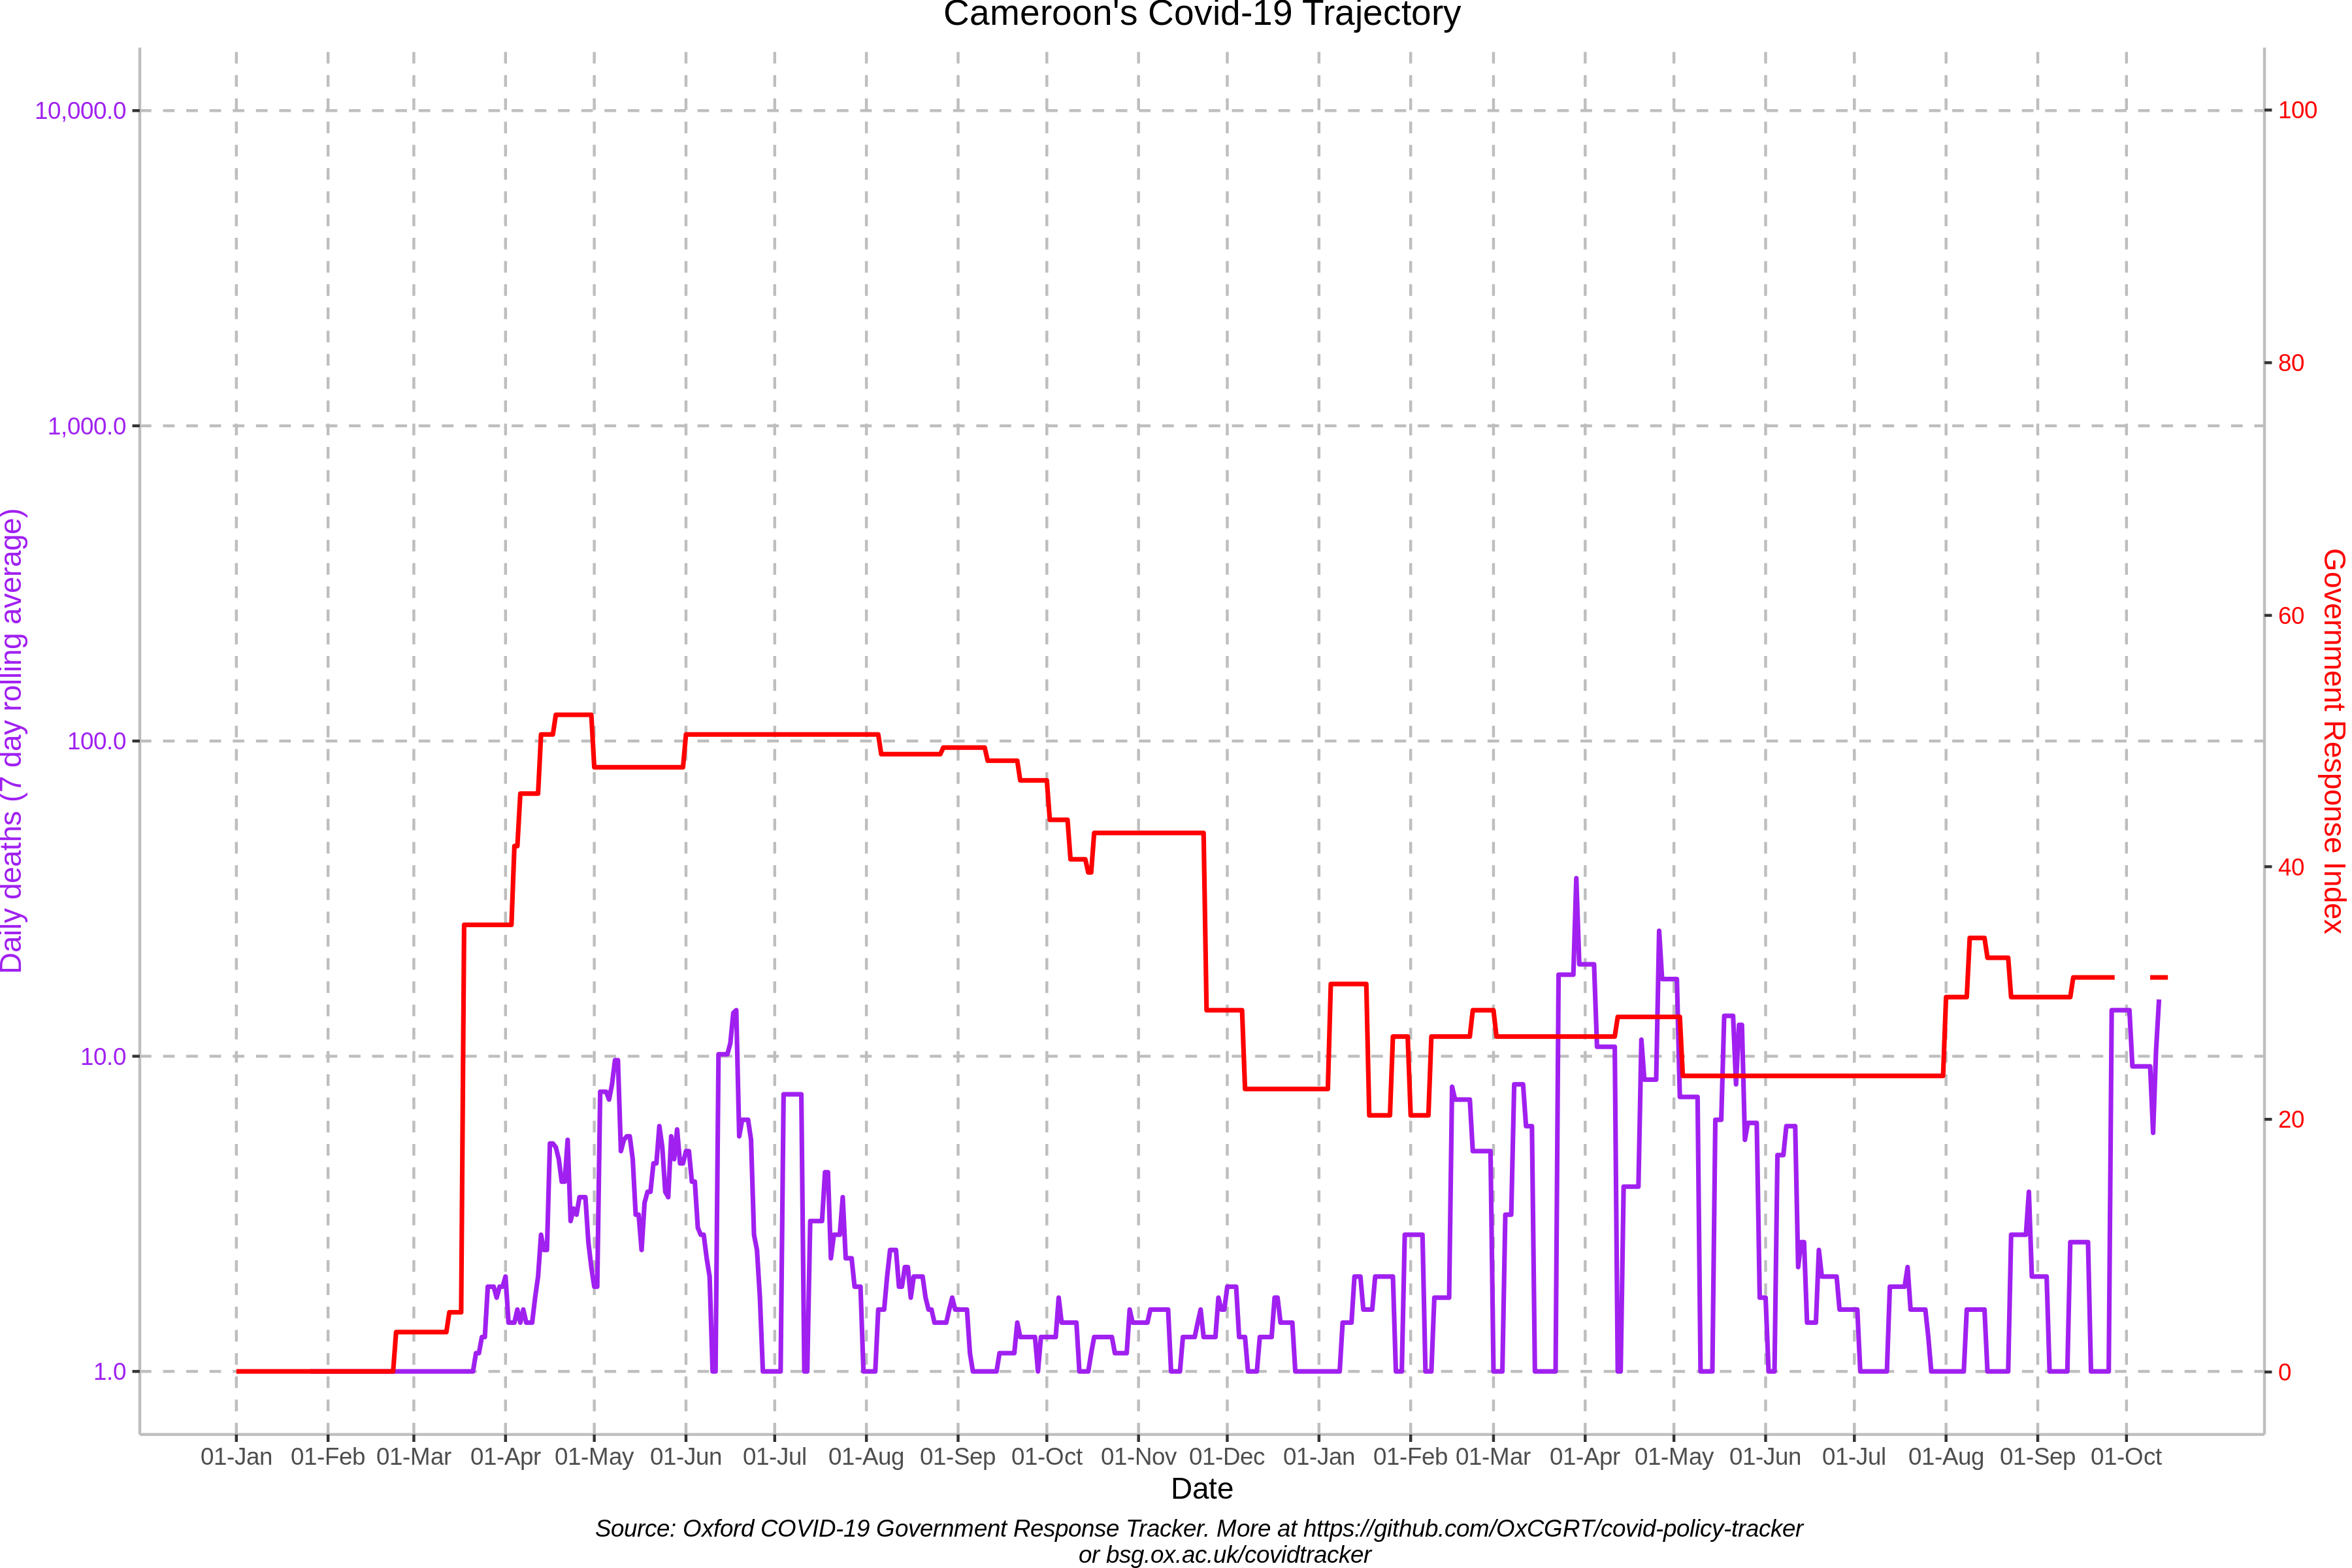 Cameroon's Covid-19 Trajectory
10,000.0
1,000.0
100.0
10.0
1.0
Daily deaths (7 day rolling average)
100
80
60
40
20
0
Government Response Index
01-Jan 01-Feb 01-Mar 01-Apr 01-May 01-Jun 01-Jul 01-Aug 01-Sep 01-Oct 01-Nov 01-Dec 01-Jan 01-Feb 01-Mar 01-Apr 01-May 01-Jun 01-Jul 01-Aug 01-Sep 01-Oct
Date
Source: Oxford COVID-19 Government Response Tracker. More at https://github.com/OxCGRT/covid-policy-tracker
or bsg.ox.ac.uk/covidtracker